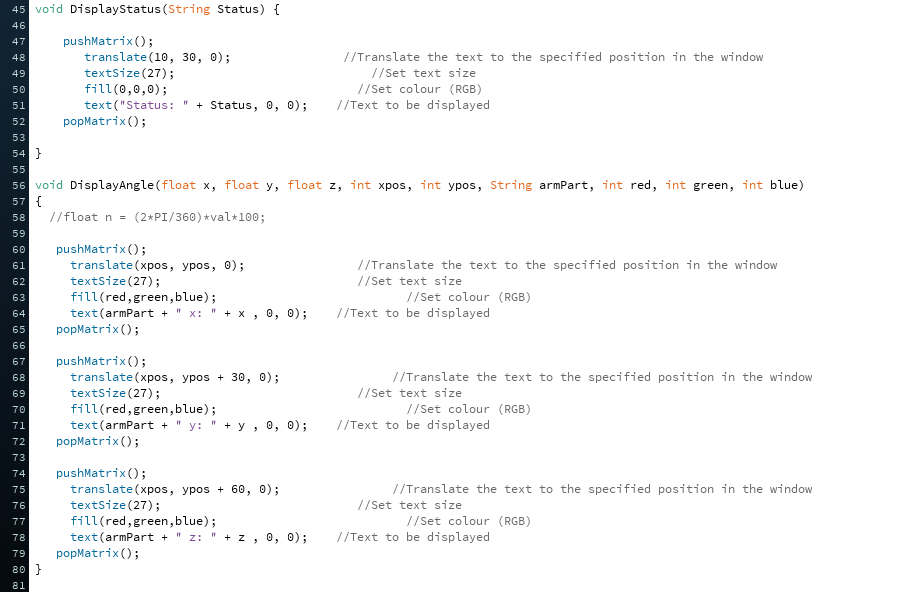 45 void DisplayStatus(String Status) {
46
47 pushMatrix();
48 translate(10, 30, 0); //Translate the text to the specified position in the window
49 textSize(27); //Set text size
50 fill(0,0,0); //Set colour (RGB)
51 text("Status: " + Status, 0, 0); //Text to be displayed
52 popMatrix();
53
54 }
55
56 void DisplayAngle(float x, float y, float z, int xpos, int ypos, String armPart, int red, int green, int blue)
57 {
58 //float n = (2*PI/360)*val*100;
59
60 pushMatrix();
61 translate(xpos, ypos, 0); //Translate the text to the specified position in the window
62 textSize(27); //Set text size
63 fill(red,green,blue); //Set colour (RGB)
64 text(armPart + " x: " + x , 0, 0); //Text to be displayed
65 popMatrix();
66
67 pushMatrix();
68 translate(xpos, ypos + 30, 0); //Translate the text to the specified position in the window
69 textSize(27); //Set text size
70 fill(red,green,blue); //Set colour (RGB)
71 text(armPart + " y: " + y , 0, 0); //Text to be displayed
72 popMatrix();
73
74 pushMatrix();
75 translate(xpos, ypos + 60, 0); //Translate the text to the specified position in the window
76 textSize(27); //Set text size
77 fill(red,green,blue); //Set colour (RGB)
78 text(armPart + " z: " + z , 0, 0); //Text to be displayed
79 popMatrix();
80 }
81